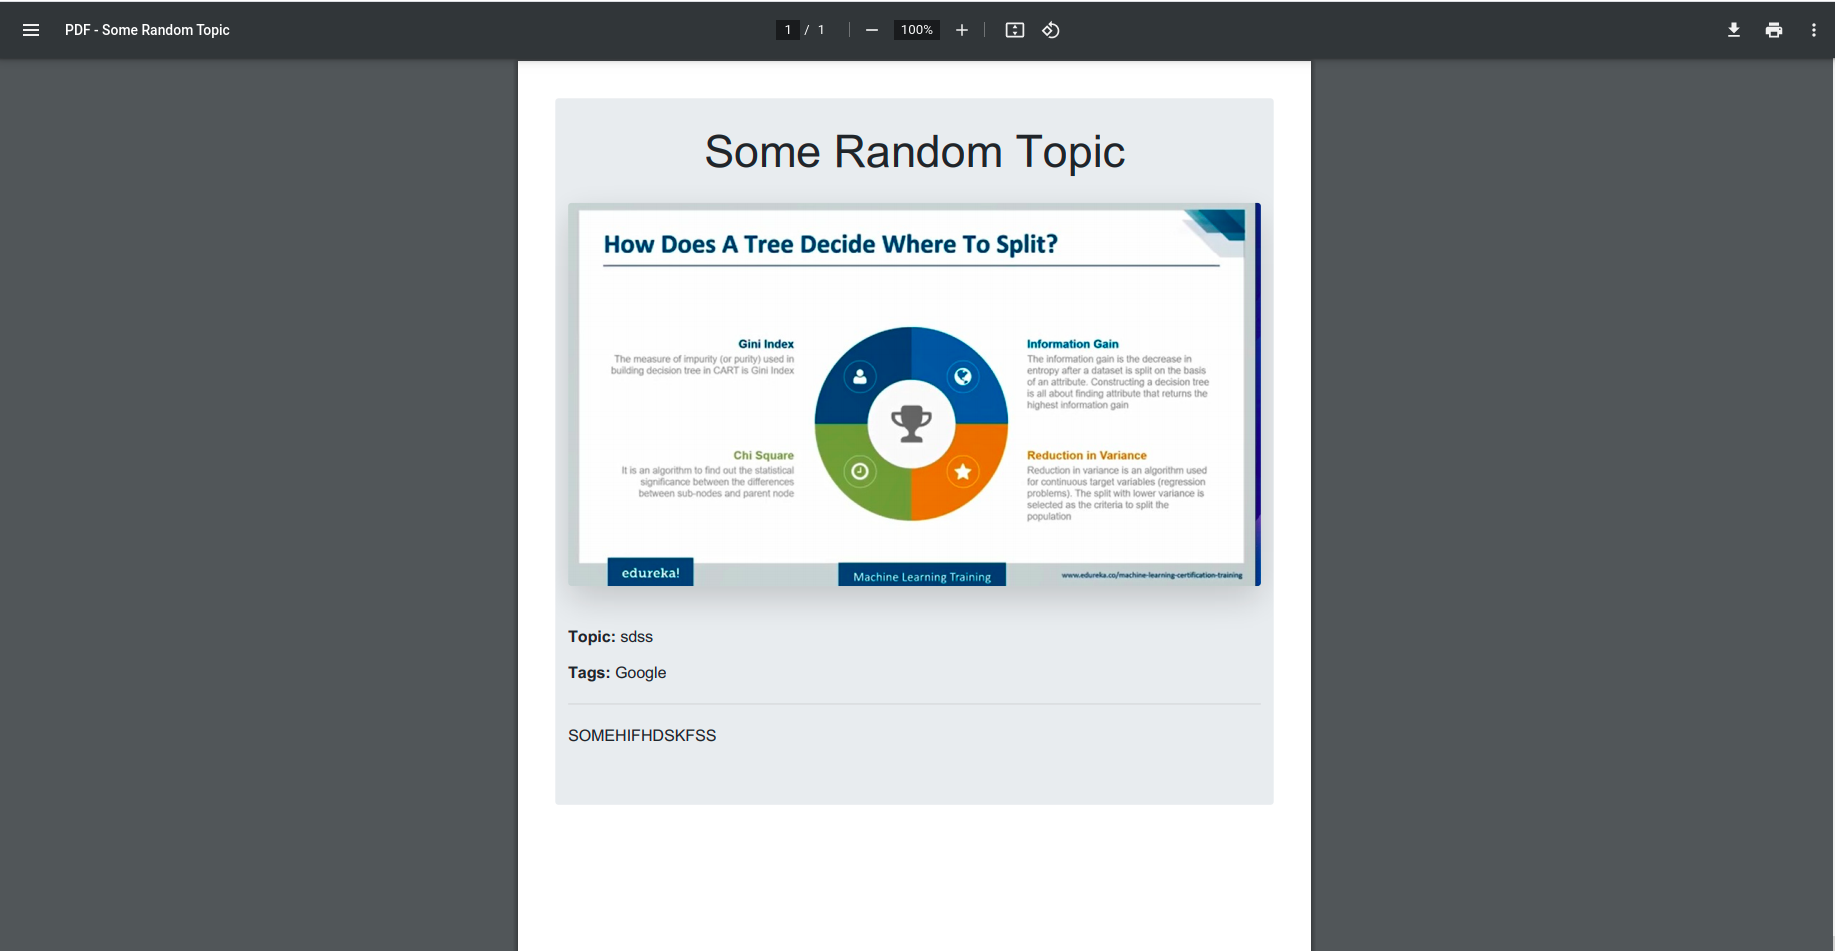 PDF - Some Random Topic
1 / 1
100%
Some Random Topic
How Does A Tree Decide Where To Split?
Gini Index
The measure of impurity (or purity) used in
building decision tree in CART is Gini Index
Information Gain
The information gain is the decrease in
entropy after a dataset is split on the basis
of an attribute. Constructing a decision tree
is all about finding attribute that returns the
highest information gain
Chi Square
It is an algorithm to find out the statistical
significance between the differences
between sub-nodes and parent node
Reduction in Variance
Reduction in variance is an algorithm used
for continuous target variables (regression
problems). The split with lower variance is
selected as the criteria to split the
population
edureka!
Machine Learning Training
www.edureka.co/machine-learning-certification-training
Topic: sdss
Tags: Google
SOMEHIFHDSKFSS